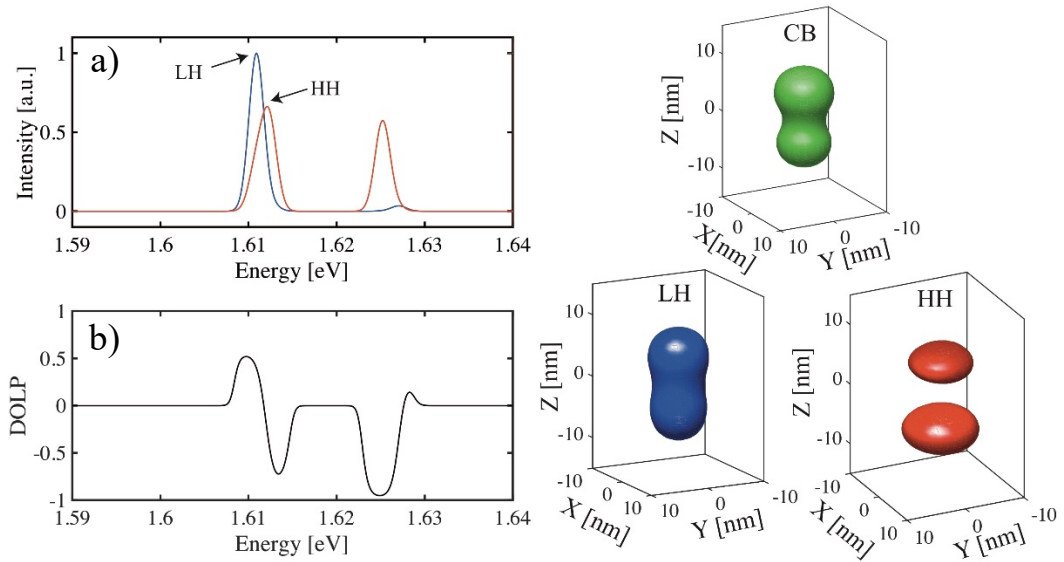 a)
LH
HH
Intensity [a.u.]
1
0.5
0
1.59 1.6 1.61 1.62 1.63 1.64
Energy [eV]
b)
DOLP
1
0.5
0
-0.5
-1
1.59 1.6 1.61 1.62 1.63 1.64
Energy [eV]
CB
Z [nm]
10
0
-10
-10 0 10
X[nm]
10 0 -10
Y [nm]
LH
Z [nm]
10
0
-10
-10 0 10
X [nm]
10 0 -10
Y [nm]
HH
Z [nm]
10
0
-10
-10 0 10
X [nm]
10 0 -10
Y [nm]